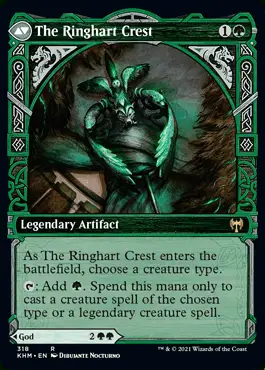 The Ringhart Crest 1
Legendary Artifact
As The Ringhart Crest enters the
battlefield, choose a creature type.
: Add . Spend this mana only to
cast a creature spell of the chosen
type or a legendary creature spell.
God 2
318 R
KHM • EN DIBUJANTE NOCTURNO
™ & © 2021 Wizards of the Coast